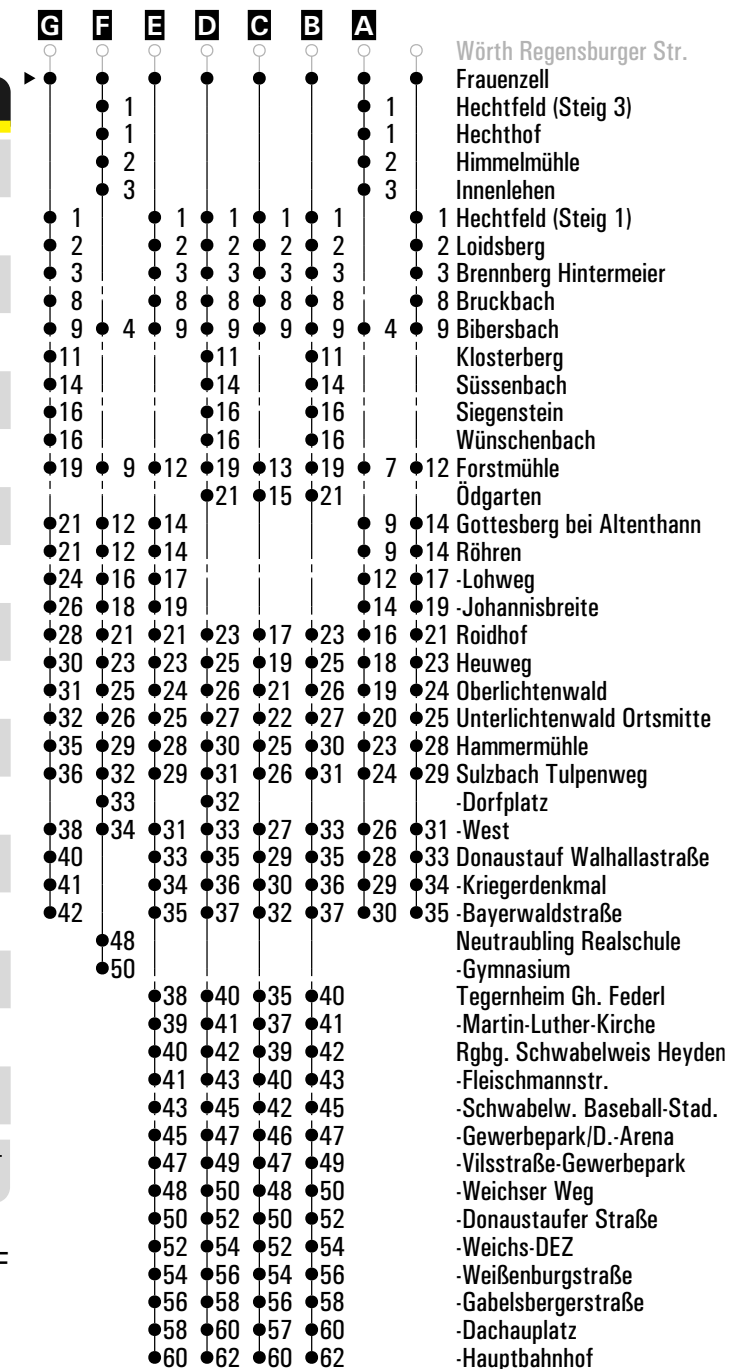 G F E D C B A
Wörth Regensburger Str.
Frauenzell
1 1 Hechtfeld (Steig 3)
1 1 Hechthof
2 2 Himmelmühle
3 3 Innenlehen
1 1 1 1 1 1 Hechtfeld (Steig 1)
2 2 2 2 2 2 Loidsberg
3 3 3 3 3 3 Brennberg Hintermeier
8 8 8 8 8 8 Bruckbach
9 4 9 9 9 9 4 9 Bibersbach
11 11 11 Klosterberg
14 14 14 Süssenbach
16 16 16 Siegenstein
16 16 16 Wünschenbach
19 9 12 19 13 19 7 12 Forstmühle
21 15 21 Ödgarten
21 12 14 9 14 Gottesberg bei Altenthann
21 12 14 9 14 Röhren
24 16 17 12 17 -Lohweg
26 18 19 14 19 -Johannisbreite
28 21 21 23 17 23 16 21 Roidhof
30 23 23 25 19 25 18 23 Heuweg
31 25 24 26 21 26 19 24 Oberlichtenwald
32 26 25 27 22 27 20 25 Unterlichtenwald Ortsmitte
35 29 28 30 25 30 23 28 Hammermühle
36 32 29 31 26 31 24 29 Sulzbach Tulpenweg
33 32 -Dorfplatz
38 34 31 33 27 33 26 31 -West
40 33 35 29 35 28 33 Donaustauf Walhallastraße
41 34 36 30 36 29 34 -Kriegerdenkmal
42 35 37 32 37 30 35 -Bayerwaldstraße
48 Neutraubling Realschule
50 -Gymnasium
38 40 35 40 Tegernheim Gh. Federl
39 41 37 41 -Martin-Luther-Kirche
40 42 39 42 Rgbg. Schwabelweis Heyden
41 43 40 43 -Fleischmannstr.
43 45 42 45 -Schwabelw. Baseball-Stad.
45 47 46 47 -Gewerbepark/D.-Arena
47 49 47 49 -Vilsstraße-Gewerbepark
48 50 48 50 -Weichser Weg
50 52 50 52 -Donaustaufer Straße
52 54 52 54 -Weichs-DEZ
54 56 54 56 -Weißenburgstraße
56 58 56 58 -Gabelsbergerstraße
58 60 57 60 -Dachauplatz
60 62 60 62 -Hauptbahnhof